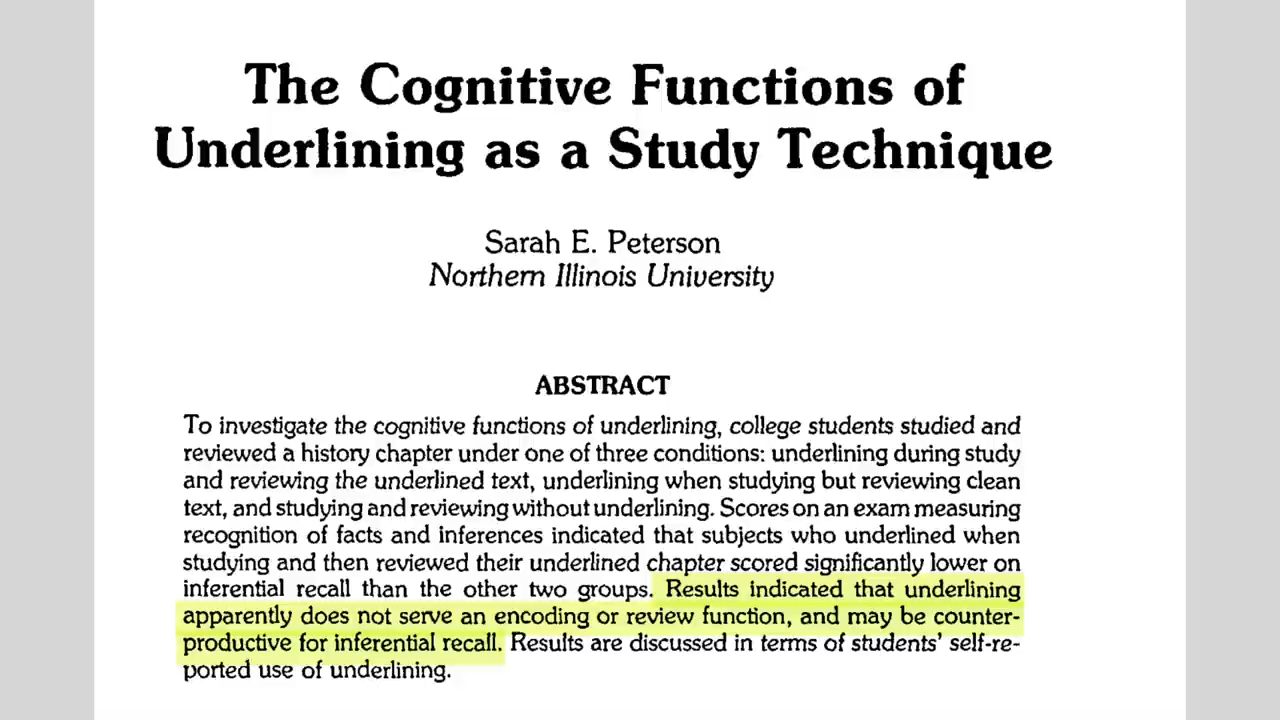 The Cognitive Functions of
Underlining as a Study Technique
Sarah E. Peterson
Northern Illinois University
ABSTRACT
To investigate the cognitive functions of underlining, college students studied and
reviewed a history chapter under one of three conditions: underlining during study
and reviewing the underlined text, underlining when studying but reviewing clean
text, and studying and reviewing without underlining. Scores on an exam measuring
recognition of facts and inferences indicated that subjects who underlined when
studying and then reviewed their underlined chapter scored significantly lower on
inferential recall than the other two groups. Results indicated that underlining
apparently does not serve an encoding or review function, and may be counter-
productive for inferential recall. Results are discussed in terms of students' self-re-
ported use of underlining.